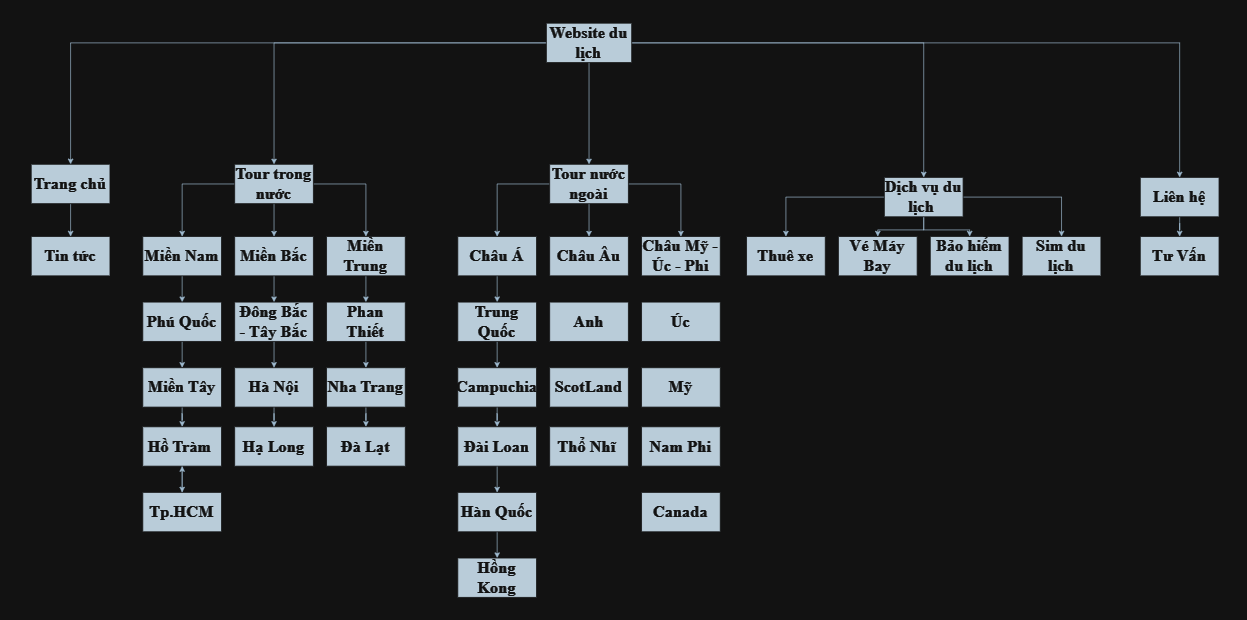 Website du
lịch
Trang chủ
Tour trong
nước
Tour nước
ngoài
Dịch vụ du
lịch
Liên hệ
Tin tức
Miền Nam
Miền Bắc
Miền
Trung
Châu Á
Châu Âu
Châu Mỹ -
Úc - Phi
Thuê xe
Vé Máy
Bay
Bảo hiếm
du lịch
Sim du
lịch
Tư Vấn
Phú Quốc
Đông Bắc
- Tây Bắc
Phan
Thiết
Trung
Quốc
Anh
Úc
Miền Tây
Hà Nội
Nha Trang
Campuchia
ScotLand
Mỹ
Hồ Tràm
Hạ Long
Đà Lạt
Đài Loan
Thổ Nhĩ
Nam Phi
Tp.HCM
Hàn Quốc
Canada
Hồng
Kong